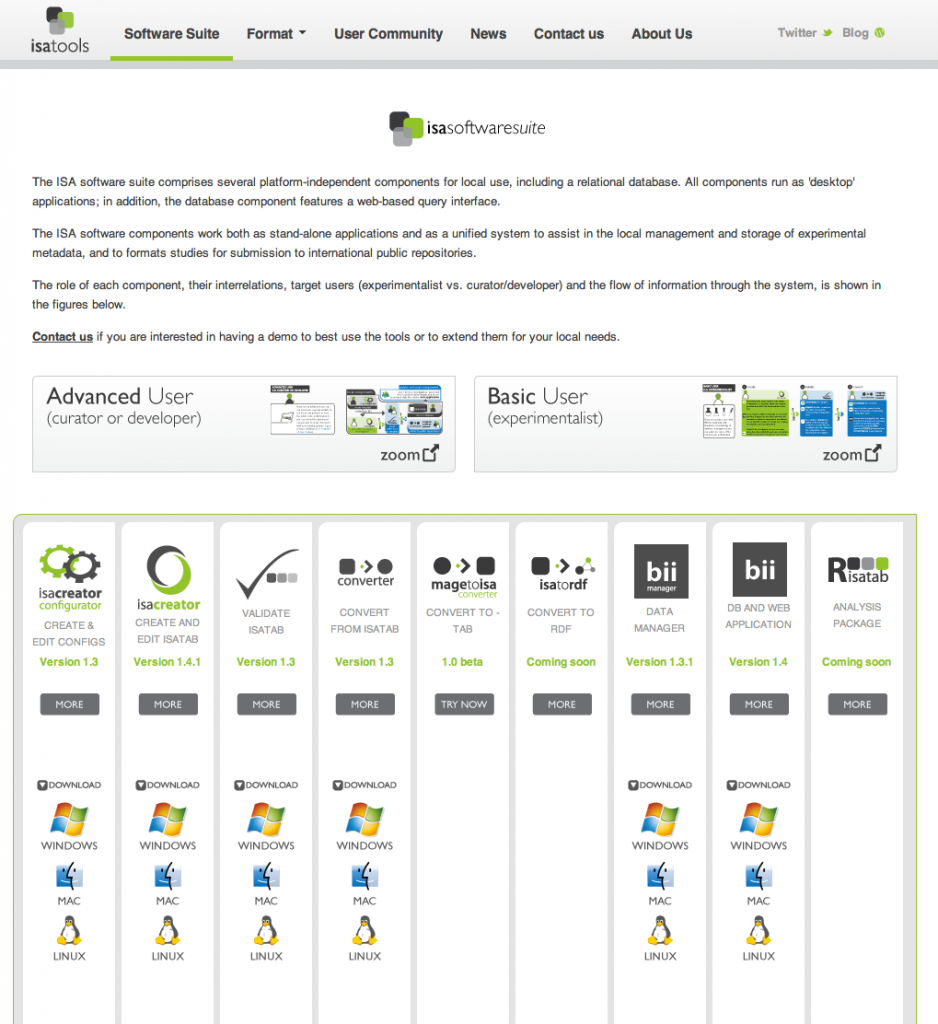 isatools
Software Suite
Format
User Community
News
Contact us
About Us
Twitter
Blog
isasoftwaresuite
The ISA software suite comprises several platform-independent components for local use, including a relational database. All components run as 'desktop'
applications; in addition, the database component features a web-based query interface.
The ISA software components work both as stand-alone applications and as a unified system to assist in the local management and storage of experimental
metadata, and to formats studies for submission to international public repositories.
The role of each component, their interrelations, target users (experimentalist vs. curator/developer) and the flow of information through the system, is shown in
the figures below.
Contact us if you are interested in having a demo to best use the tools or to extend them for your local needs.
Advanced User
(curator or developer)
zoom
Basic User
(experimentalist)
zoom
isacreator
configurator
CREATE &
EDIT CONFIGS
Version 1.3
MORE
DOWNLOAD
WINDOWS
MAC
LINUX
isacreator
CREATE AND
EDIT ISATAB
Version 1.4.1
MORE
DOWNLOAD
WINDOWS
MAC
LINUX
VALIDATE
ISATAB
Version 1.3
MORE
DOWNLOAD
WINDOWS
MAC
LINUX
converter
CONVERT
FROM ISATAB
Version 1.3
MORE
DOWNLOAD
WINDOWS
MAC
LINUX
magetoisa
converter
CONVERT TO -
TAB
1.0 beta
TRY NOW
isatordf
CONVERT TO
RDF
Coming soon
MORE
bii
manager
DATA
MANAGER
Version 1.3.1
MORE
DOWNLOAD
WINDOWS
MAC
LINUX
bii
DB AND WEB
APPLICATION
Version 1.4
MORE
DOWNLOAD
WINDOWS
MAC
LINUX
Risatab
ANALYSIS
PACKAGE
Coming soon
MORE